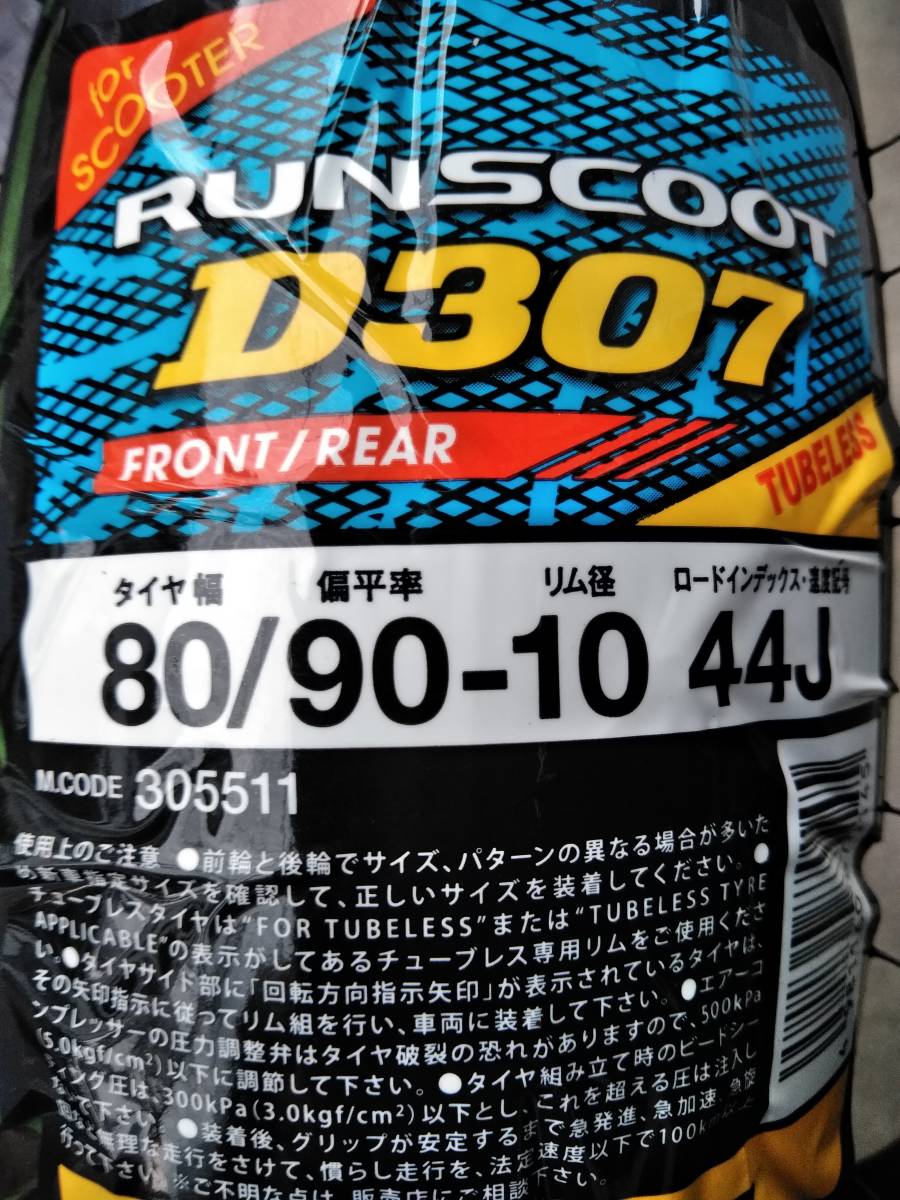 for
SCOOTER
RUNSCOOT
D307
FRONT/REAR
TUBELESS
タイヤ幅 偏平率 リム径 ロードインデックス・速度記号
80/90-10 44J
M.CODE 305511
使用上のご注意 ●前輪と後輪でサイズ、パターンの異なる場合が多いた
め新車指定サイズを確認して、正しいサイズを装着してください。●
チューブレスタイヤは“FOR TUBELESS”または“TUBELESS TYRE
APPLICABLE”の表示がしてあるチューブレス専用リムをご使用くださ
い。●タイヤサイド部に「回転方向指示矢印」が表示されているタイヤは、
その矢印指示に従ってリム組を行い、車両に装着して下さい。●エアーコ
ンプレッサーの圧力調整弁はタイヤ破裂の恐れがありますので、500kPa
(5.0kgf/cm²)以下に調節して下さい。●タイヤ組み立て時のビードシー
ティング圧は、300kPa(3.0kgf/cm²)以下とし、これを超える圧は注入し
て下さい ●装着後、グリップが安定するまで急発進、急加速、急旋
無理な走行をさけて、慣らし走行を、法定速度以下で100km以上
行って下さい。※ご不明な点は、販売店にご相談下さい。